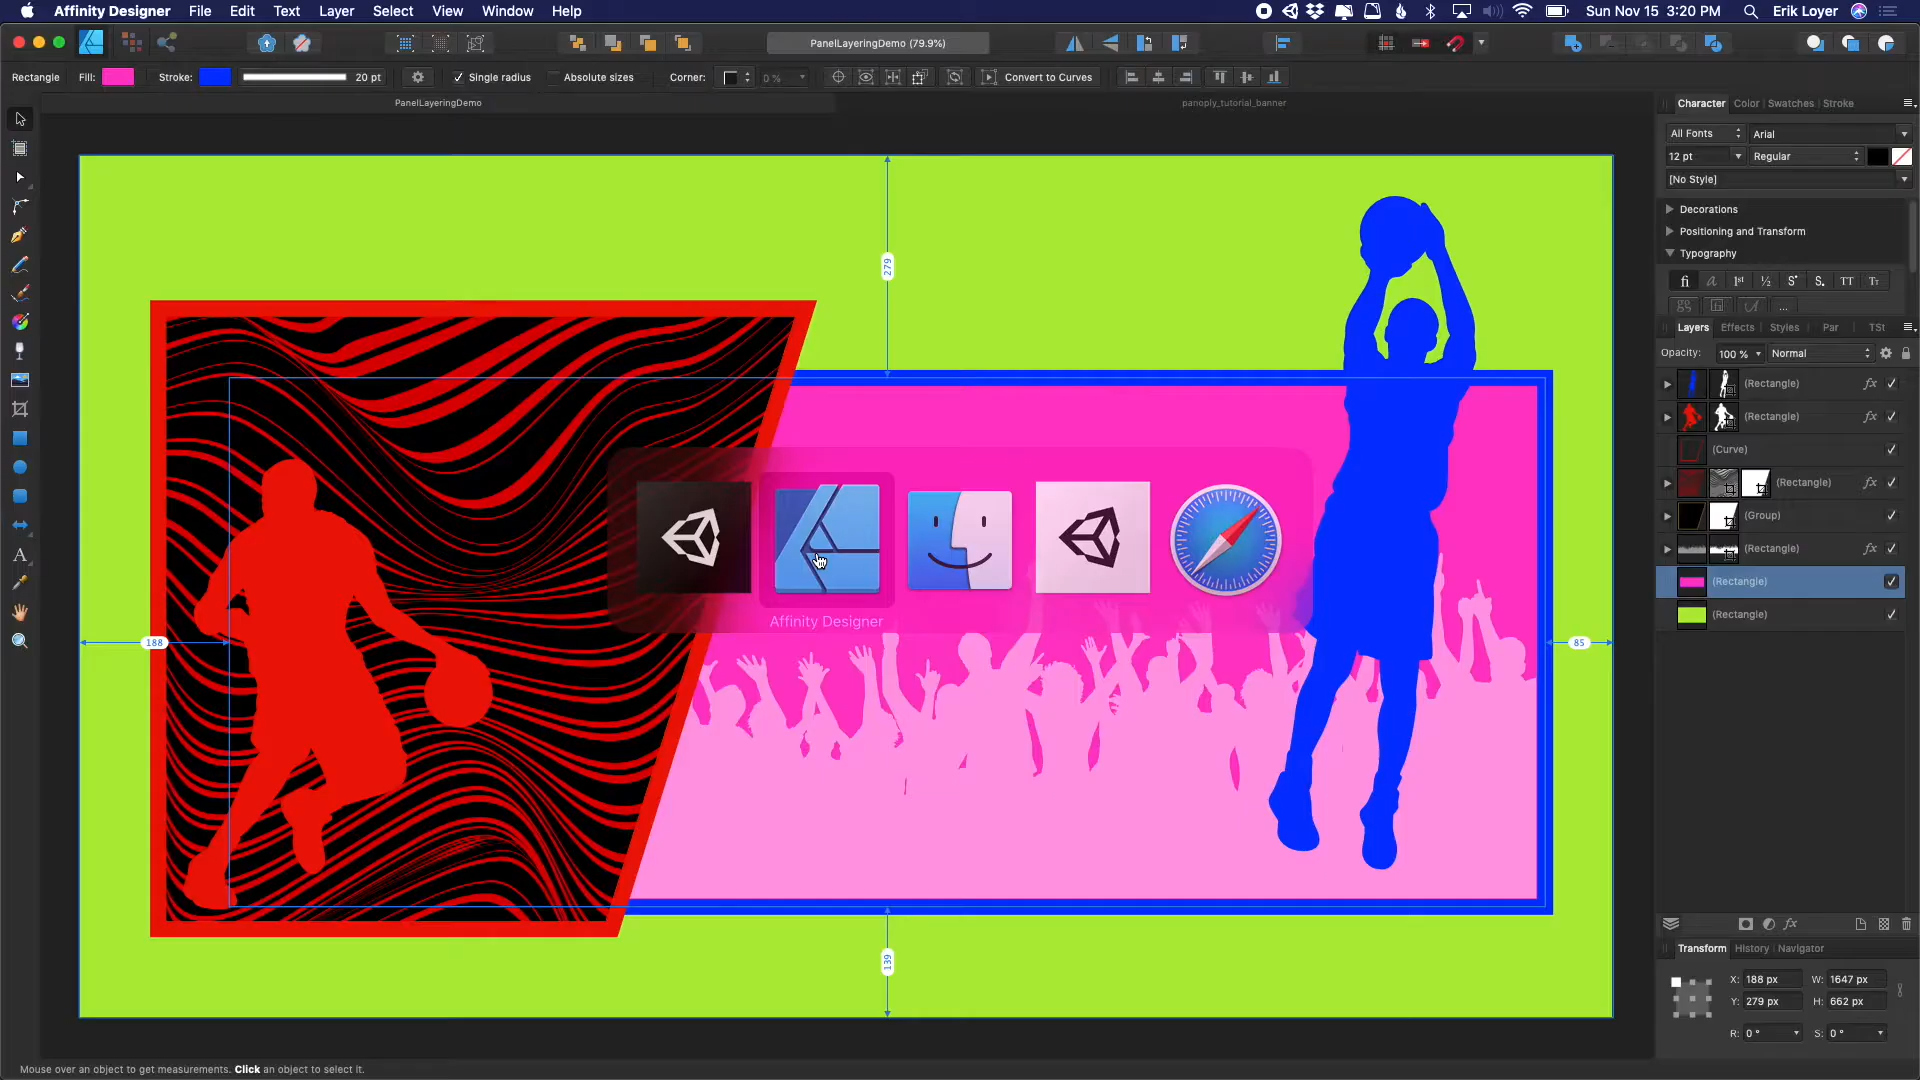 Affinity Designer File Edit Text Layer Select View Window Help Sun Nov 15 3:20 PM Erik Loyer
PanelLayeringDemo (79.9%)
Rectangle Fill: Stroke: 20 pt Single radius Absolute sizes Corner: 0 % Convert to Curves
PanelLayeringDemo panoply_tutorial_banner
Character Color Swatches Stroke
All Fonts Arial
12 pt Regular
[No Style]
Decorations
Positioning and Transform
Typography
Layers Effects Styles Par TSt
Opacity: 100 % Normal
(Rectangle)
(Rectangle)
(Curve)
(Rectangle)
(Group)
(Rectangle)
(Rectangle)
(Rectangle)
279
188
85
139
Affinity Designer
Transform History Navigator
X: 188 px W: 1647 px
Y: 279 px H: 662 px
R: 0 ° S: 0 °
Mouse over an object to get measurements. Click an object to select it.